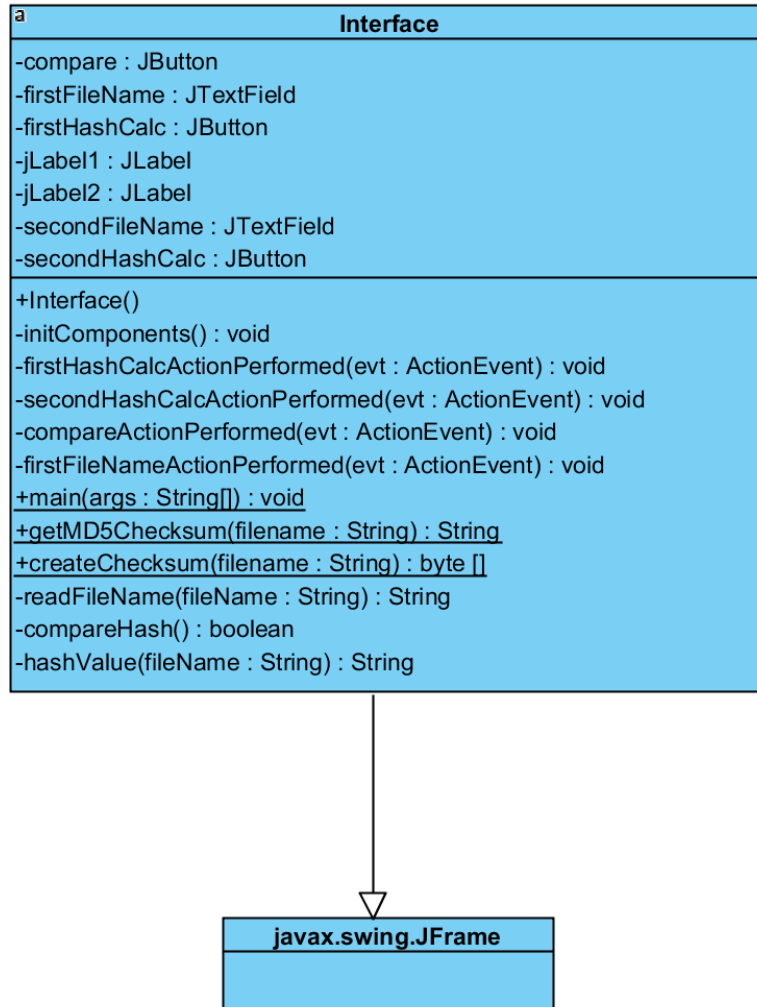 a
Interface
-compare : JButton
-firstFileName : JTextField
-firstHashCalc : JButton
-jLabel1 : JLabel
-jLabel2 : JLabel
-secondFileName : JTextField
-secondHashCalc : JButton
+Interface()
-initComponents() : void
-firstHashCalcActionPerformed(evt : ActionEvent) : void
-secondHashCalcActionPerformed(evt : ActionEvent) : void
-compareActionPerformed(evt : ActionEvent) : void
-firstFileNameActionPerformed(evt : ActionEvent) : void
+main(args : String[]) : void
+getMD5Checksum(filename : String) : String
+createChecksum(filename : String) : byte []
-readFileName(fileName : String) : String
-compareHash() : boolean
-hashValue(fileName : String) : String
javax.swing.JFrame